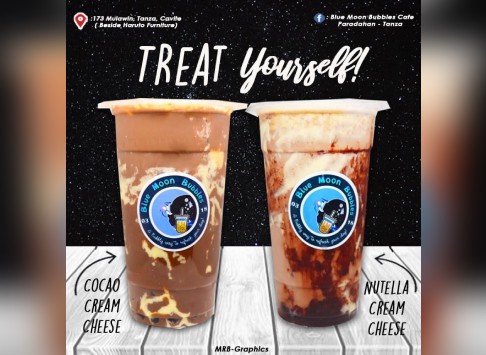 :173 Mulawin, Tanza, Cavite
( Beside Haruto Furniture)
f : Blue Moon Bubbles Cafe
Paradahan - Tanza
TREAT Yourself!
Blue Moon Bubbles
Blue Moon Bubbles
COCAO
CREAM
CHEESE
NUTELLA
CREAM
CHEESE
MRB-Graphics